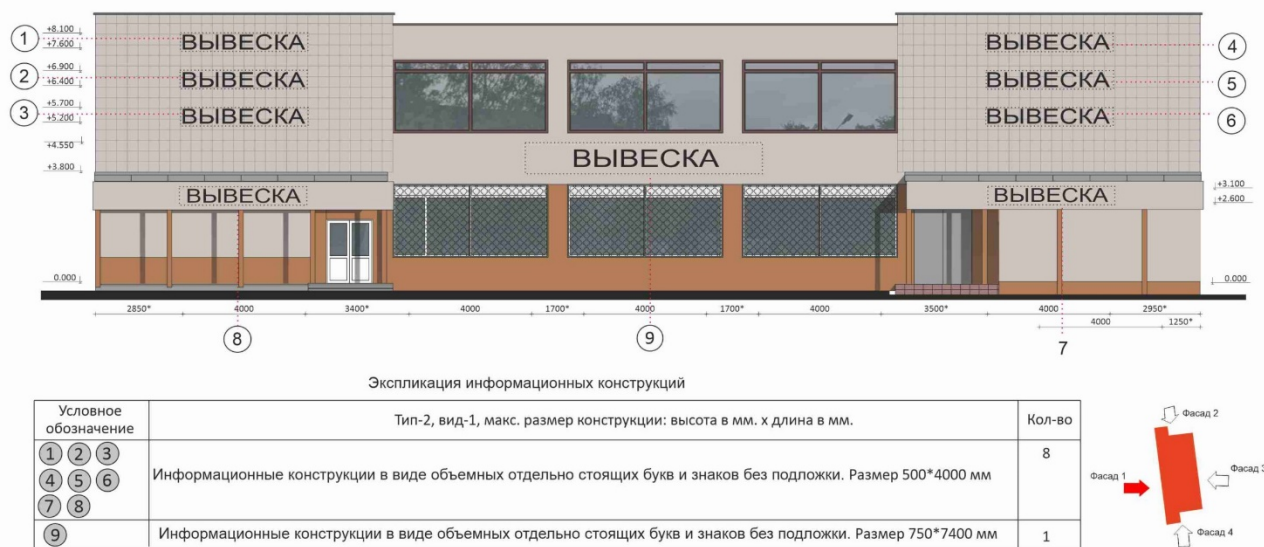 1 +8.100 ВЫВЕСКА ВЫВЕСКА 4
+7.600
2 +6.900 ВЫВЕСКА ВЫВЕСКА 5
+6.400
3 +5.700 ВЫВЕСКА ВЫВЕСКА 6
+5.200
+4.550
ВЫВЕСКА
+3.800
ВЫВЕСКА ВЫВЕСКА +3.100
+2.600
0.000 0.000
2850* 4000 3400* 4000 1700* 4000 1700* 4000 3500* 4000 2950*
4000 1250*
8 9 7
Экспликация информационных конструкций
Условное обозначение
Тип-2, вид-1, макс. размер конструкции: высота в мм. х длина в мм.
Кол-во
1 2 3
4 5 6
7 8
Информационные конструкции в виде объемных отдельно стоящих букв и знаков без подложки. Размер 500*4000 мм
8
9
Информационные конструкции в виде объемных отдельно стоящих букв и знаков без подложки. Размер 750*7400 мм
1
Фасад 2
Фасад 1
Фасад 3
Фасад 4